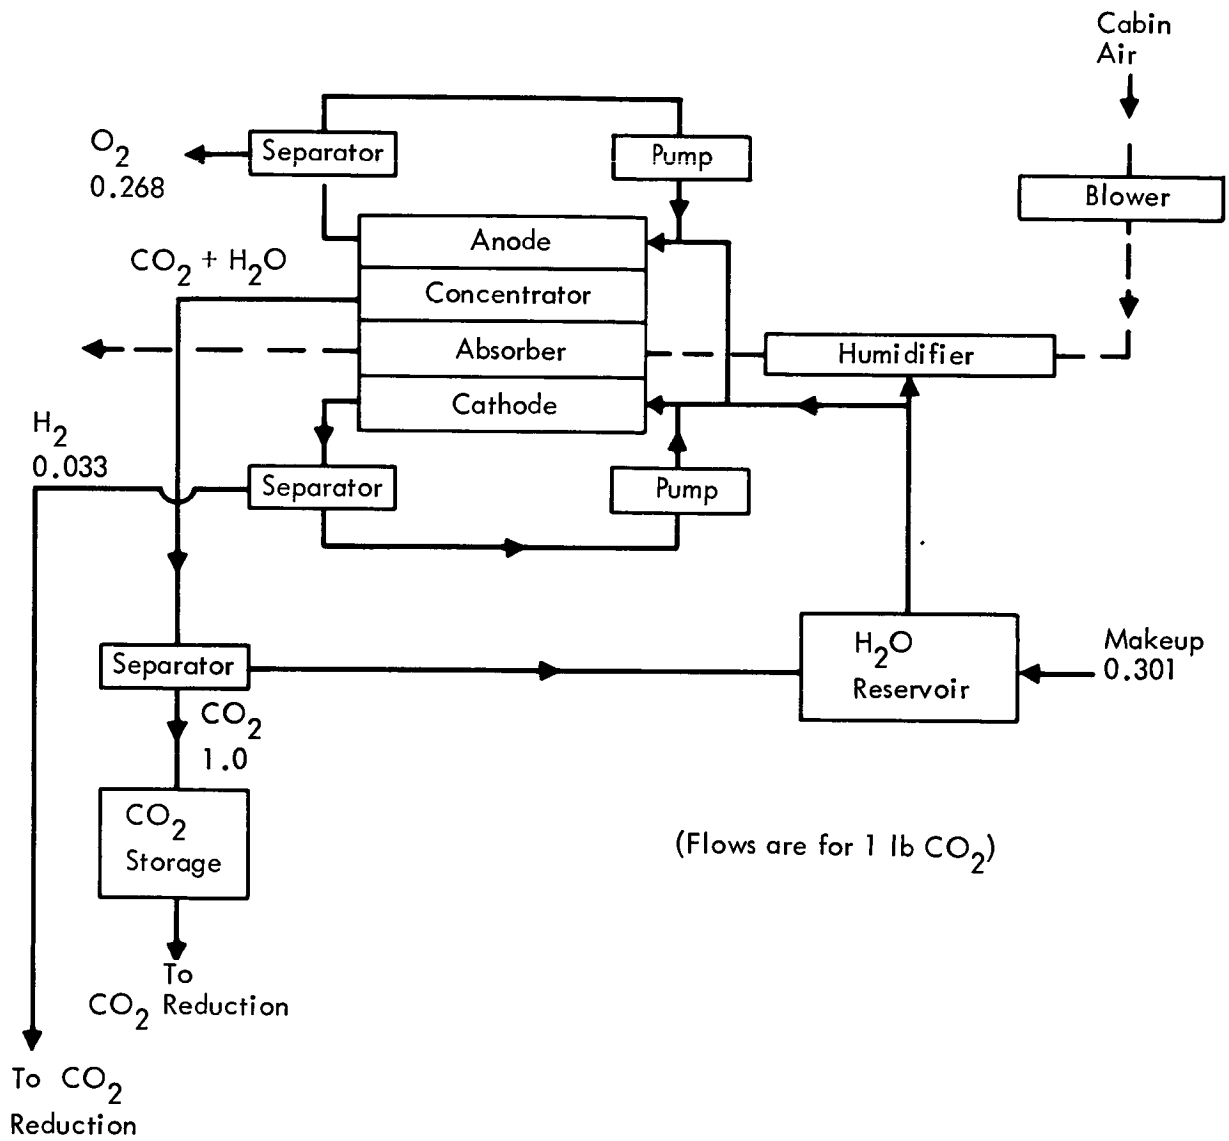 Cabin
Air
O2
0.268
Separator
Pump
Blower
Anode
CO2 + H2O
Concentrator
Absorber
Humidifier
Cathode
H2
0.033
Separator
Pump
Separator
H2O
Reservoir
Makeup
0.301
CO2
1.0
CO2
Storage
(Flows are for 1 lb CO2)
To
CO2 Reduction
To CO2
Reduction